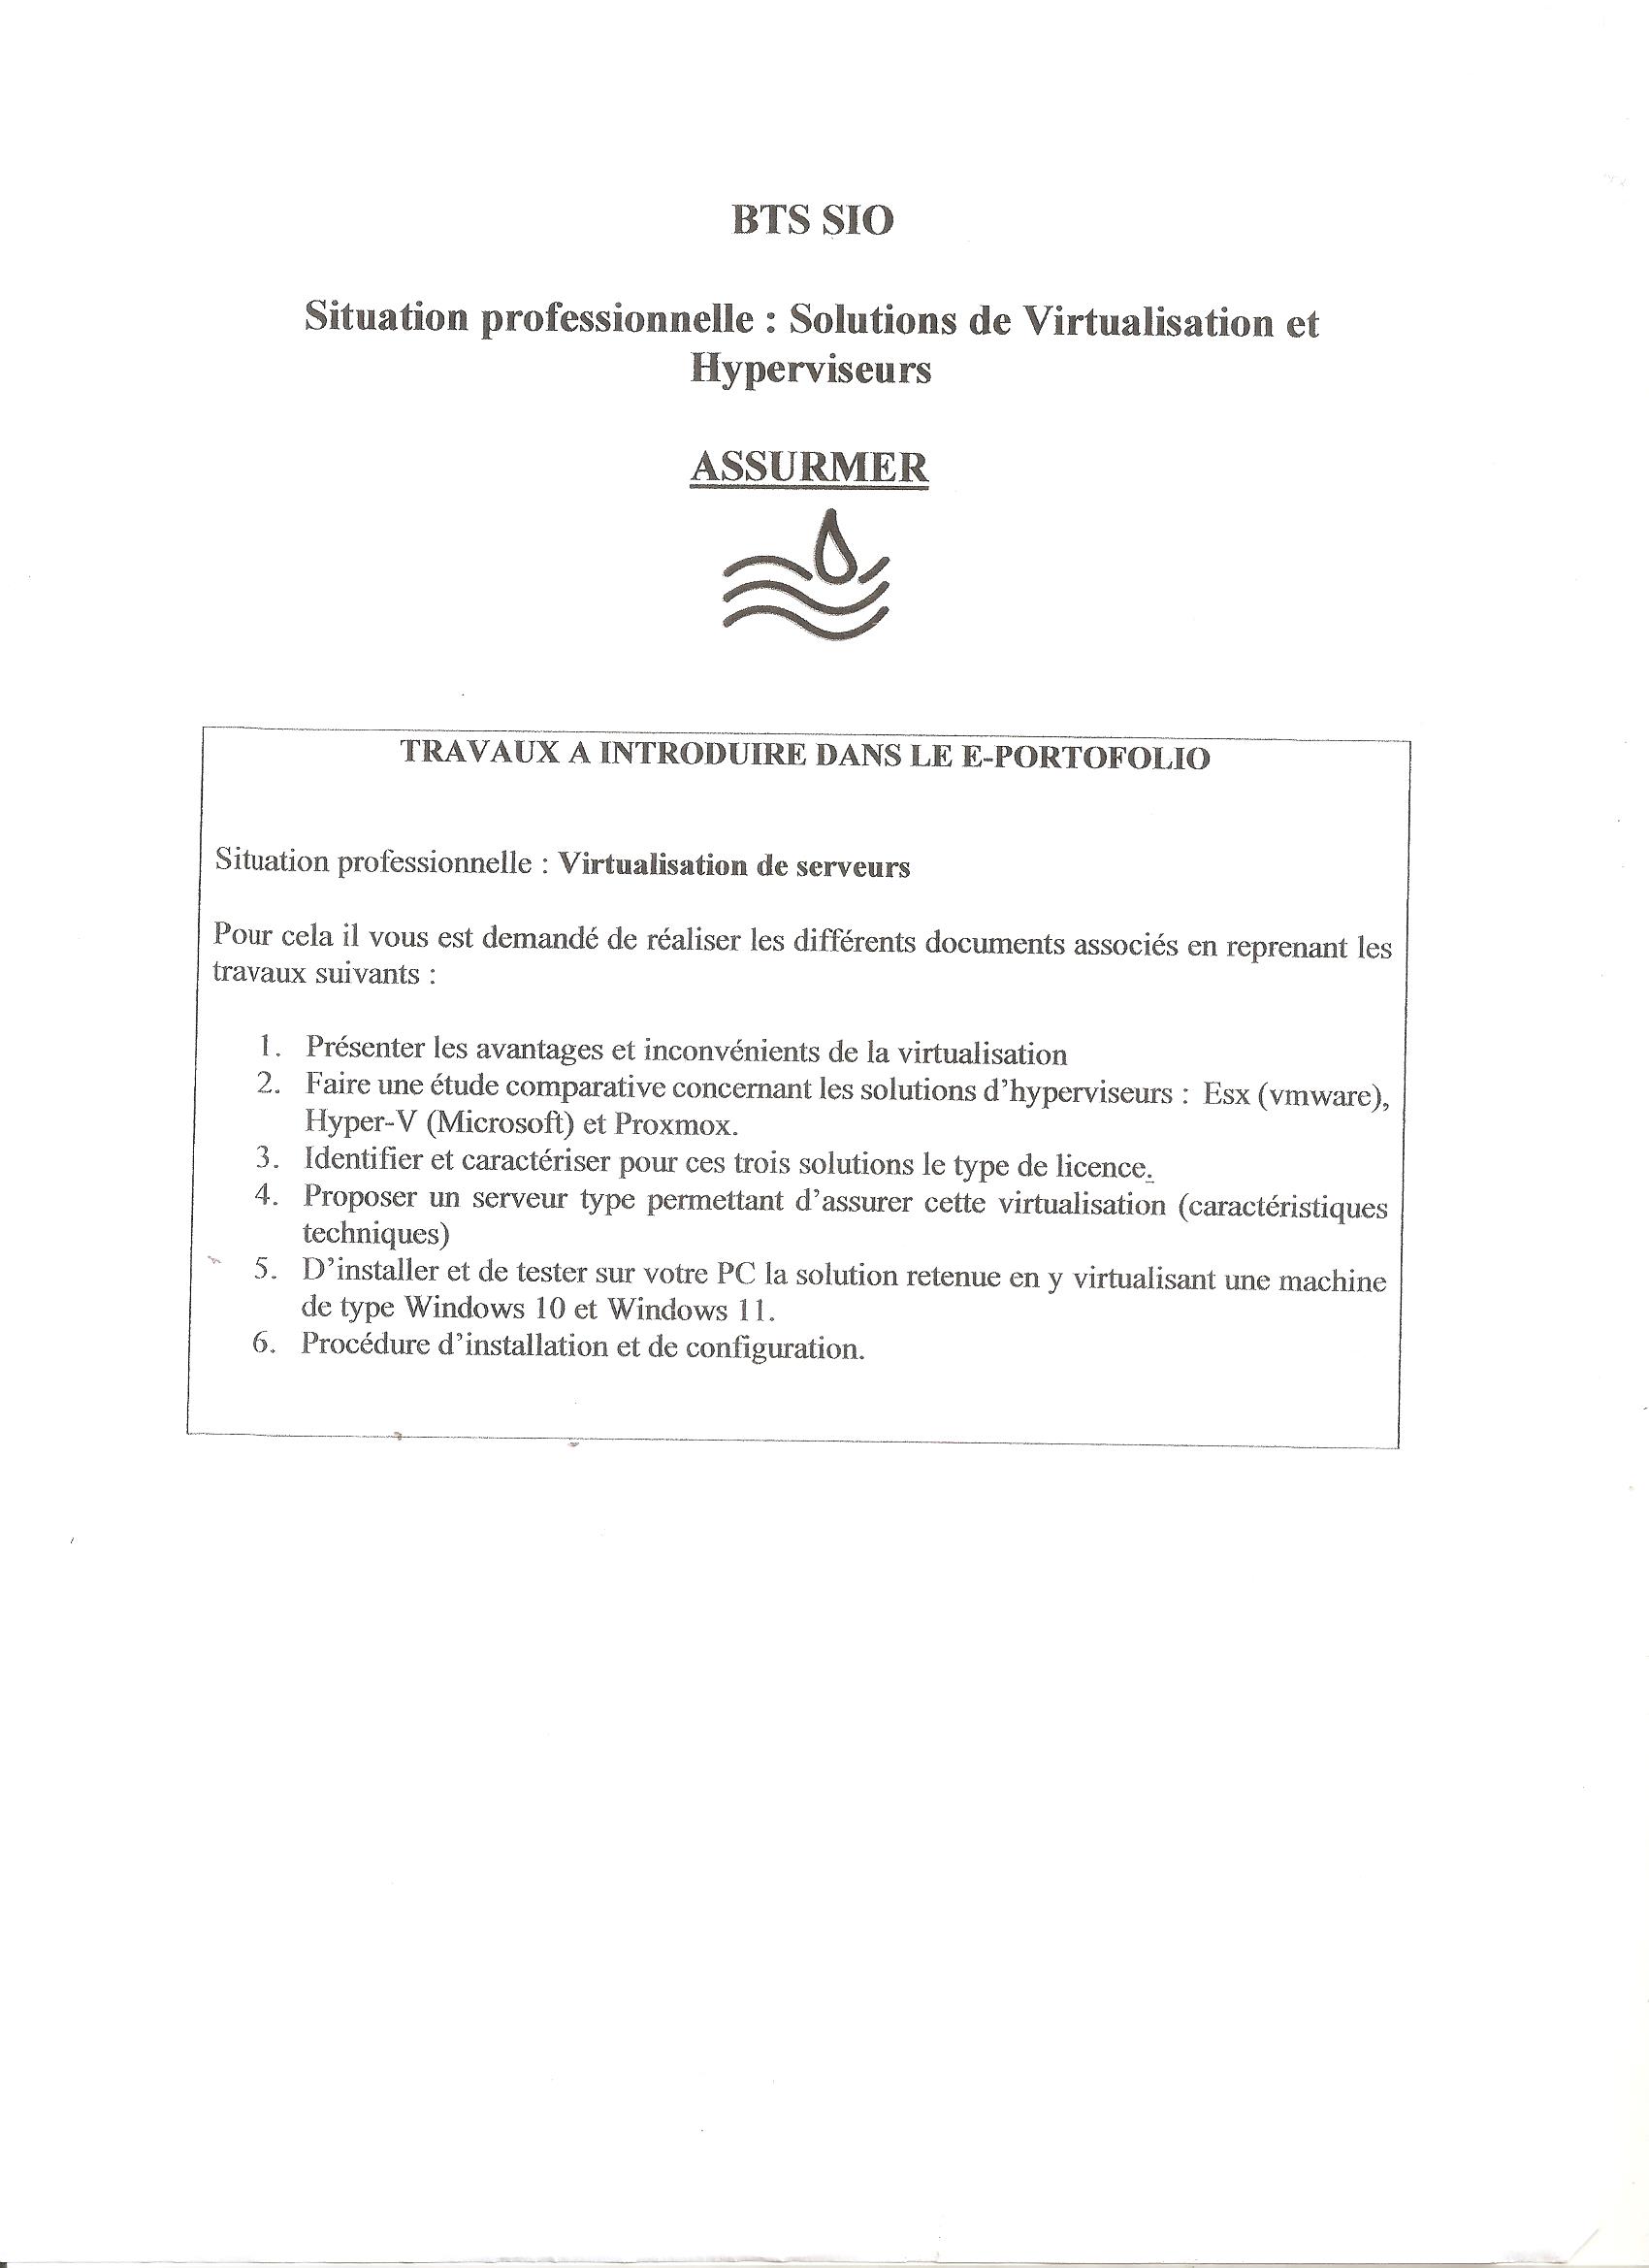 BTS SIO
Situation professionnelle : Solutions de Virtualisation et
Hyperviseurs
ASSURMER
TRAVAUX A INTRODUIRE DANS LE E-PORTOFOLIO
Situation professionnelle : Virtualisation de serveurs
Pour cela il vous est demandé de réaliser les différents documents associés en reprenant les
travaux suivants :
1. Présenter les avantages et inconvénients de la virtualisation
2. Faire une étude comparative concernant les solutions d'hyperviseurs : Esx (vmware),
Hyper-V (Microsoft) et Proxmox.
3. Identifier et caractériser pour ces trois solutions le type de licence.
4. Proposer un serveur type permettant d'assurer cette virtualisation (caractéristiques
techniques)
5. D'installer et de tester sur votre PC la solution retenue en y virtualisant une machine
de type Windows 10 et Windows 11.
6. Procédure d'installation et de configuration.